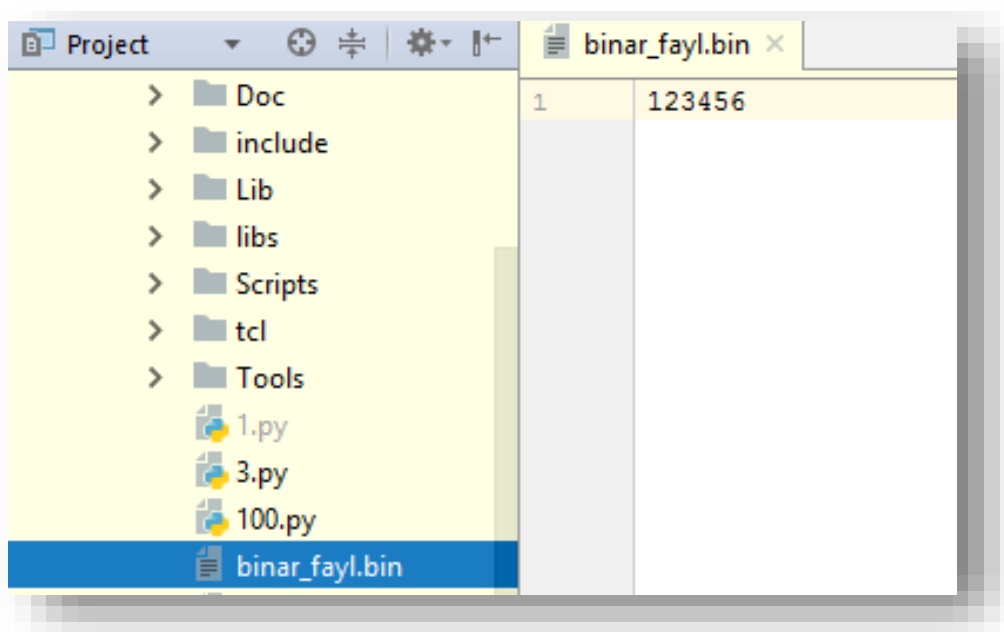 Project
binar_fayl.bin
Doc
1 123456
include
Lib
libs
Scripts
tcl
Tools
1.py
3.py
100.py
binar_fayl.bin